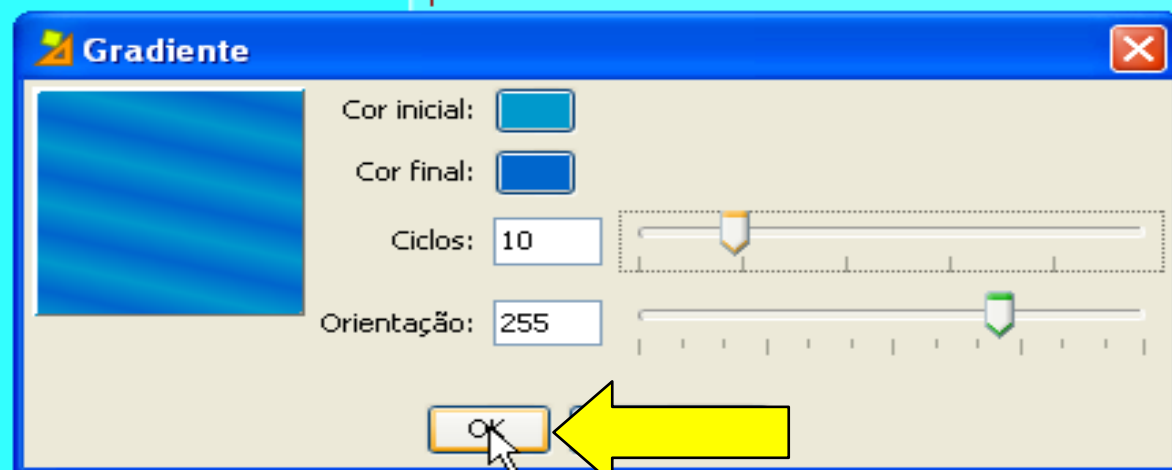 Gradiente
Cor inicial:
Cor final:
Ciclos: 10
Orientação: 255
OK